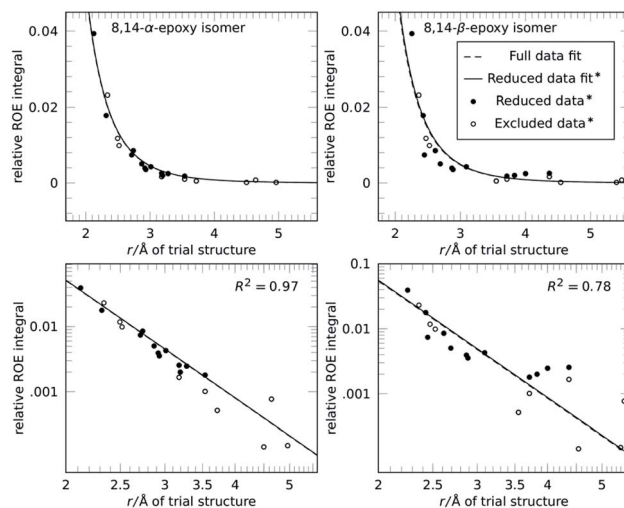 8,14-α-epoxy isomer
relative ROE integral
0.04
0.02
0
2 3 4 5
r/Å of trial structure
8,14-β-epoxy isomer
Full data fit
Reduced data fit*
Reduced data*
Excluded data*
relative ROE integral
0.04
0.02
0
2 3 4 5
r/Å of trial structure
R² = 0.97
relative ROE integral
0.01
.001
2 2.5 3 3.5 4 5
r/Å of trial structure
R² = 0.78
relative ROE integral
0.1
0.01
.001
2 2.5 3 3.5 4 5
r/Å of trial structure